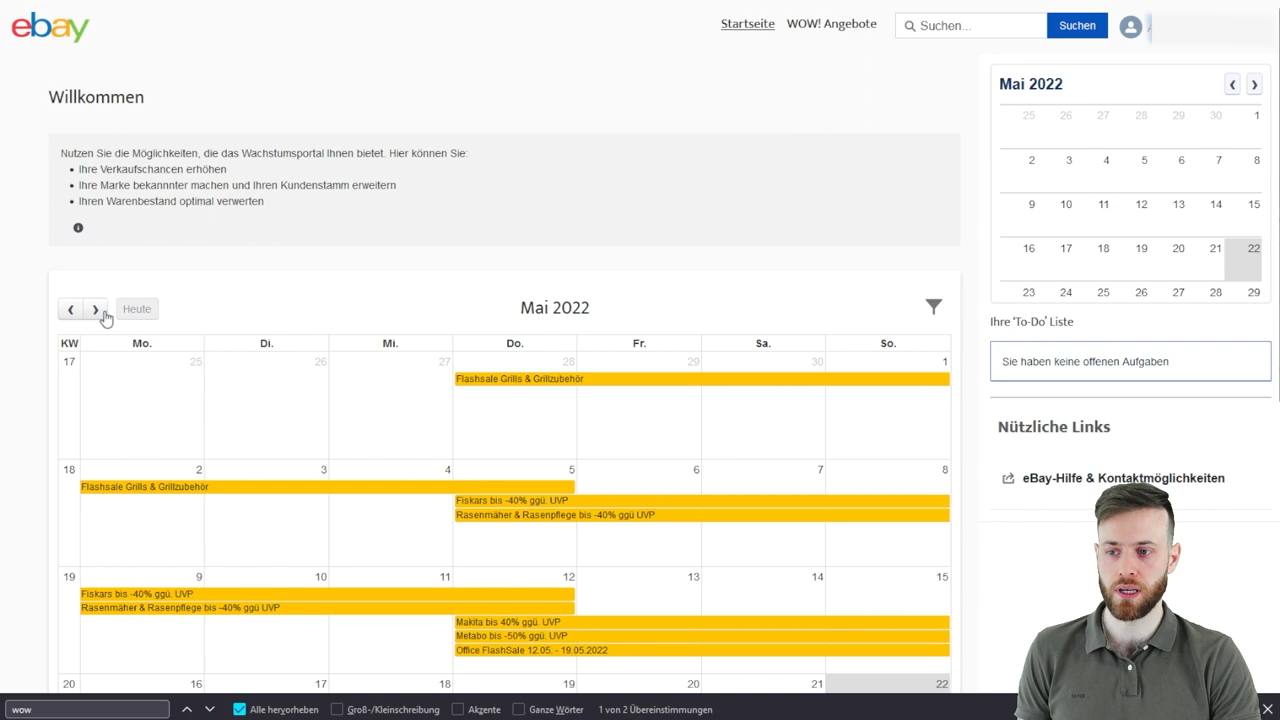 ebay
Startseite WOW! Angebote Suchen... Suchen
Willkommen
Nutzen Sie die Möglichkeiten, die das Wachstumsportal Ihnen bietet. Hier können Sie:
Ihre Verkaufschancen erhöhen
Ihre Marke bekannnter machen und Ihren Kundenstamm erweitern
Ihren Warenbestand optimal verwerten
Heute
Mai 2022
KW Mo. Di. Mi. Do. Fr. Sa. So.
17 25 26 27 28 29 30 1
Flashsale Grills & Grillzubehör
18 2 3 4 5 6 7 8
Flashsale Grills & Grillzubehör
Fiskars bis -40% ggü. UVP
Rasenmäher & Rasenpflege bis -40% ggü UVP
19 9 10 11 12 13 14 15
Fiskars bis -40% ggü. UVP
Rasenmäher & Rasenpflege bis -40% ggü UVP
Makita bis 40% ggü. UVP
Metabo bis -50% ggü. UVP
Office FlashSale 12.05. - 19.05.2022
20 16 17 18 19 20 21 22
Mai 2022
25 26 27 28 29 30 1
2 3 4 5 6 7 8
9 10 11 12 13 14 15
16 17 18 19 20 21 22
23 24 25 26 27 28 29
Ihre 'To-Do' Liste
Sie haben keine offenen Aufgaben
Nützliche Links
eBay-Hilfe & Kontaktmöglichkeiten
wow Alle hervorheben Groß-/Kleinschreibung Akzente Ganze Wörter 1 von 2 Übereinstimmungen